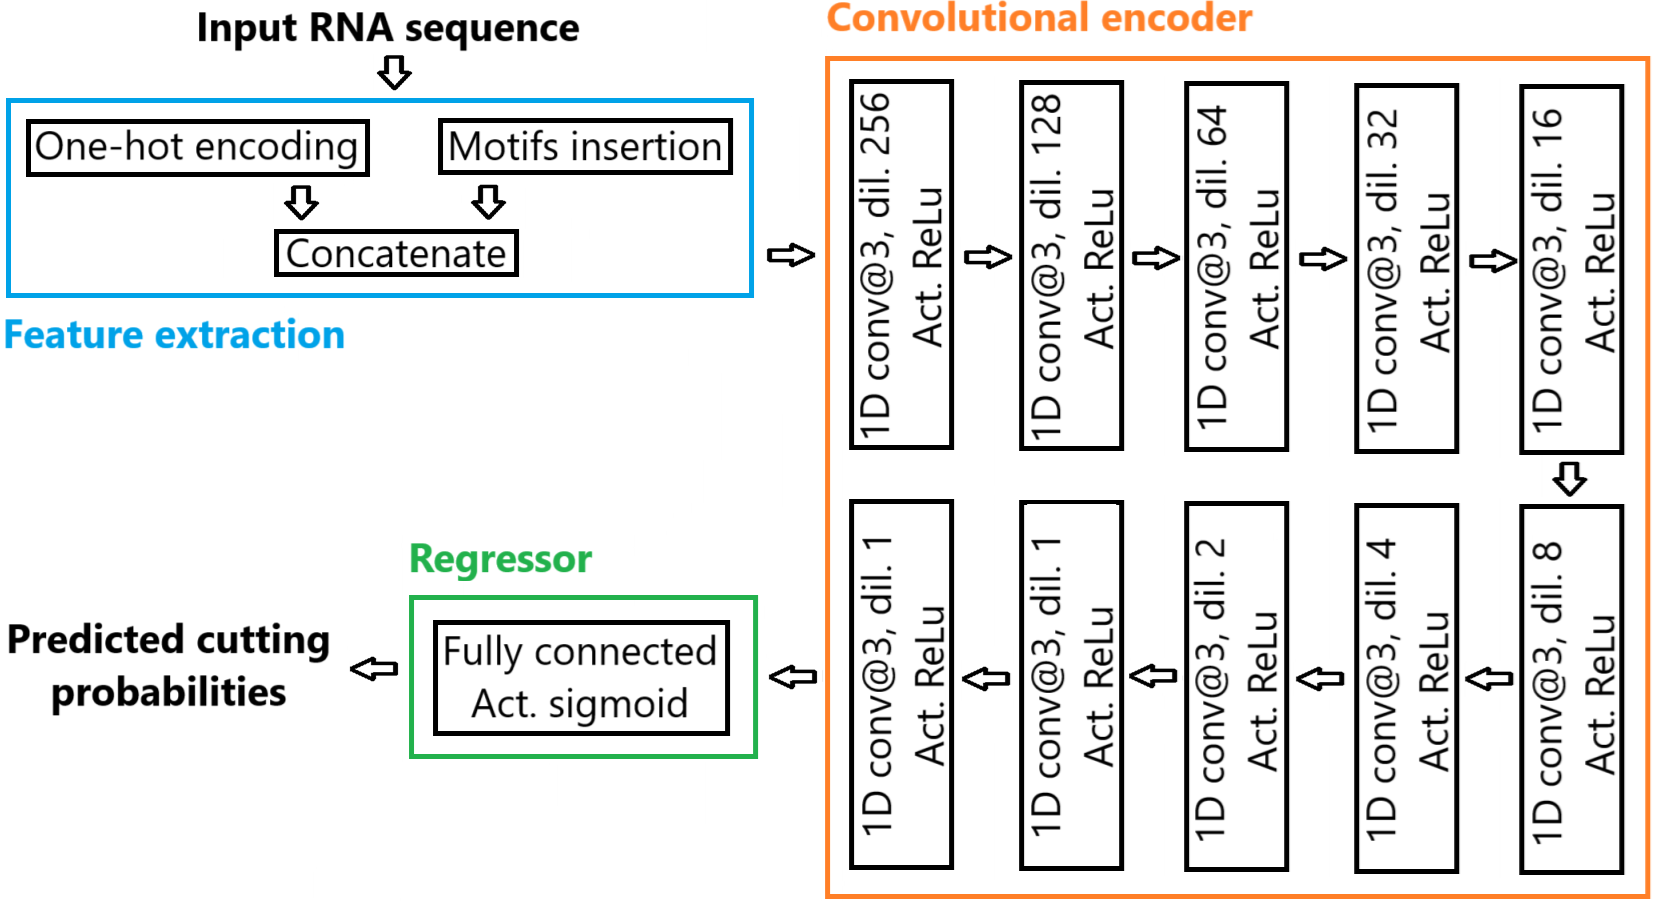 Input RNA sequence
One-hot encoding
Motifs insertion
Concatenate
Feature extraction
Convolutional encoder
1D conv@3, dil. 256
Act. ReLu
1D conv@3, dil. 128
Act. ReLu
1D conv@3, dil. 64
Act. ReLu
1D conv@3, dil. 32
Act. ReLu
1D conv@3, dil. 16
Act. ReLu
1D conv@3, dil. 8
Act. ReLu
1D conv@3, dil. 4
Act. ReLu
1D conv@3, dil. 2
Act. ReLu
1D conv@3, dil. 1
Act. ReLu
1D conv@3, dil. 1
Act. ReLu
Regressor
Fully connected
Act. sigmoid
Predicted cutting
probabilities